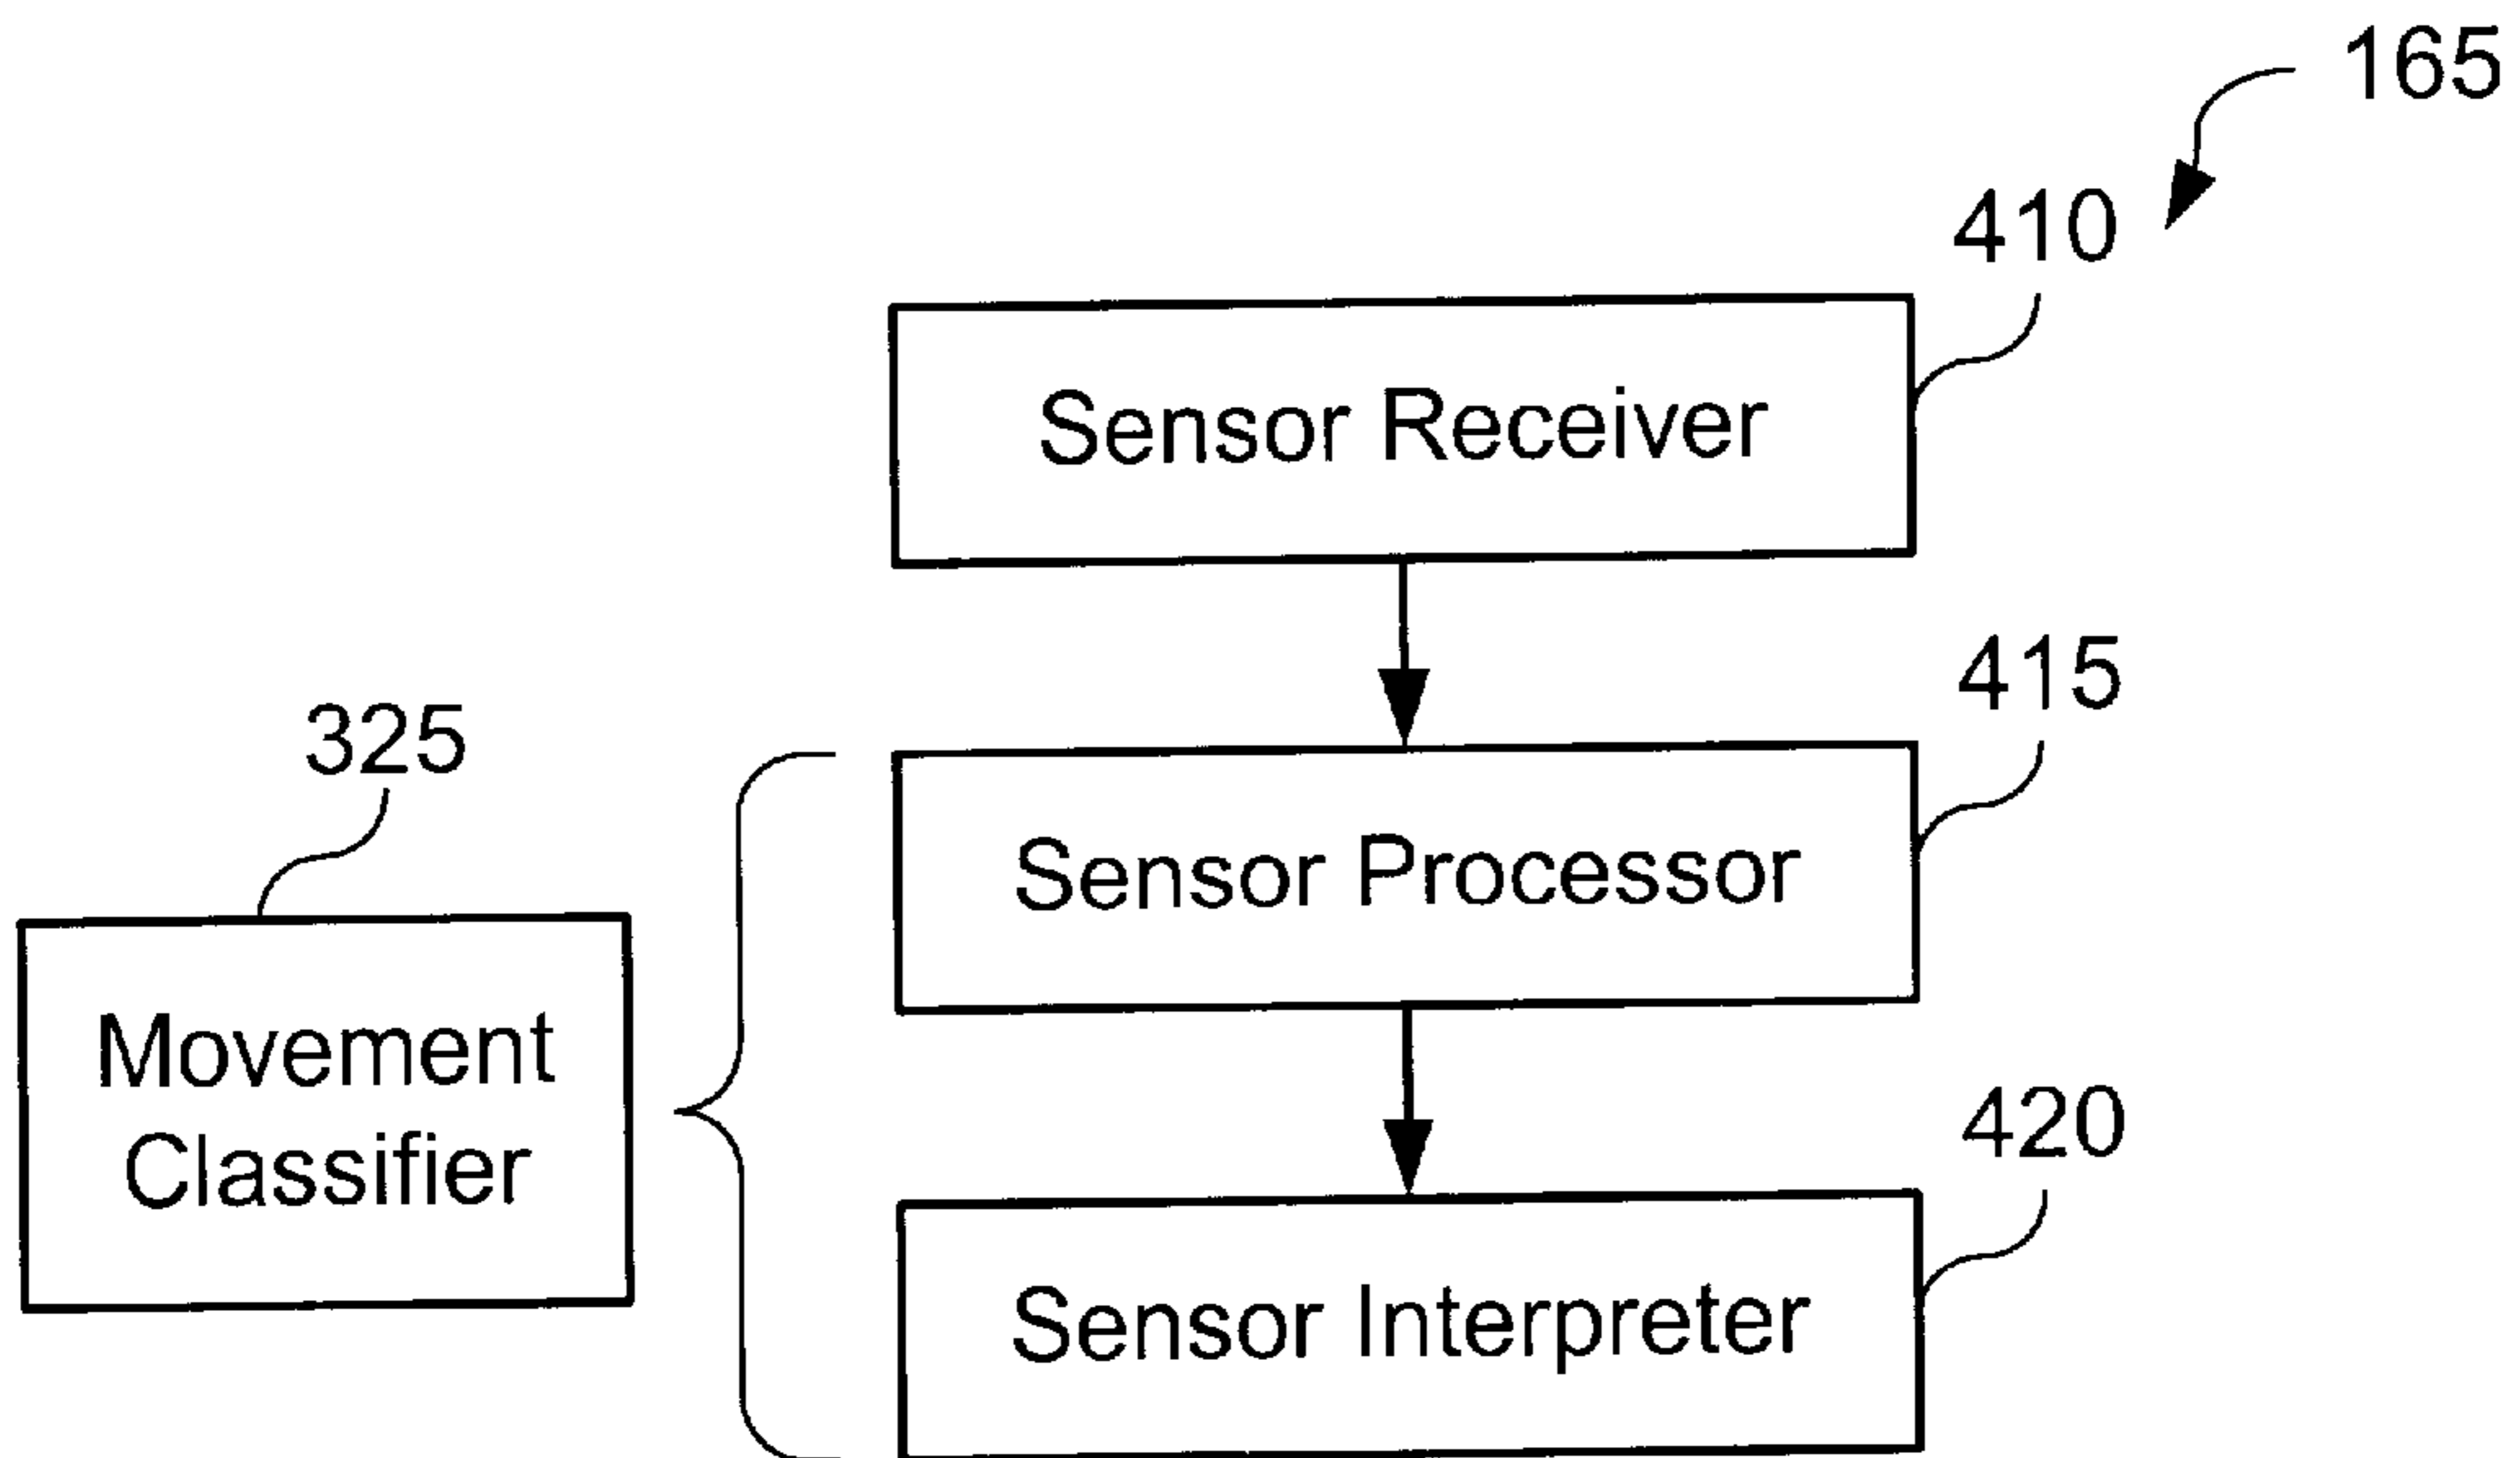 165
410
Sensor Receiver
415
325
Sensor Processor
Movement
Classifier
420
Sensor Interpreter